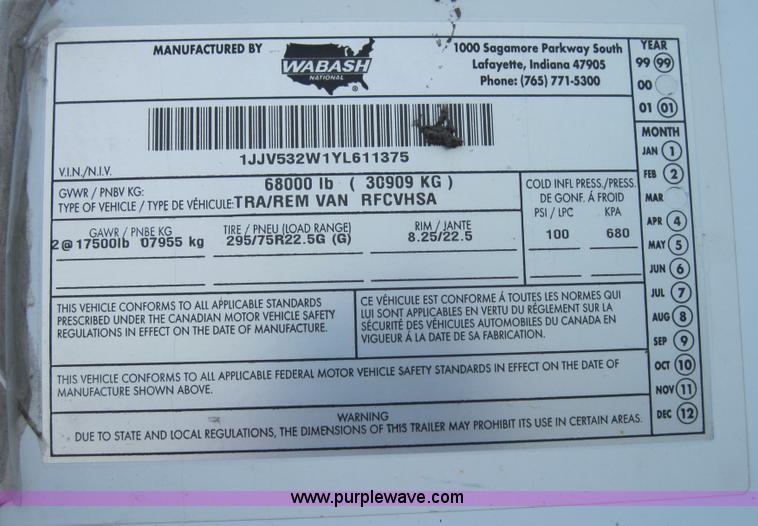 MANUFACTURED BY
WABASH
NATIONAL ®
1000 Sagamore Parkway South
Lafayette, Indiana 47905
Phone: (765) 771-5300
1JJV532W1YL611375
V.I.N./N.I.V.
GVWR / PNBV KG: 68000 lb ( 30909 KG )
TYPE OF VEHICLE / TYPE DE VÉHICULE: TRA/REM VAN RFCVHSA
COLD INFL PRESS./PRESS.
DE GONF. Á FROID
PSI / LPC KPA
100 680
GAWR / PNBE KG TIRE / PNEU (LOAD RANGE) RIM / JANTE
2@17500lb 07955 kg 295/75R22.5G (G) 8.25/22.5
THIS VEHICLE CONFORMS TO ALL APPLICABLE STANDARDS
PRESCRIBED UNDER THE CANADIAN MOTOR VEHICLE SAFETY
REGULATIONS IN EFFECT ON THE DATE OF MANUFACTURE.
CE VÉHICULE EST CONFORME Á TOUTES LES NORMES QUI
LUI SONT APPLICABLES EN VERTU DU RÉGLEMENT SUR LA
SÉCURITÉ DES VÉHICULES AUTOMOBILES DU CANADA EN
VIGUEUR Á LA DATE DE SA FABRICATION.
THIS VEHICLE CONFORMS TO ALL APPLICABLE FEDERAL MOTOR VEHICLE SAFETY STANDARDS IN EFFECT ON THE DATE OF
MANUFACTURE SHOWN ABOVE.
WARNING
DUE TO STATE AND LOCAL REGULATIONS, THE DIMENSIONS OF THIS TRAILER MAY PROHIBIT ITS USE IN CERTAIN AREAS.
YEAR
99 99
00
01 01
MONTH
JAN 1
FEB 2
MAR
APR 4
MAY 5
JUN 6
JUL 7
AUG 8
SEP 9
OCT 10
NOV 11
DEC 12
www.purplewave.com